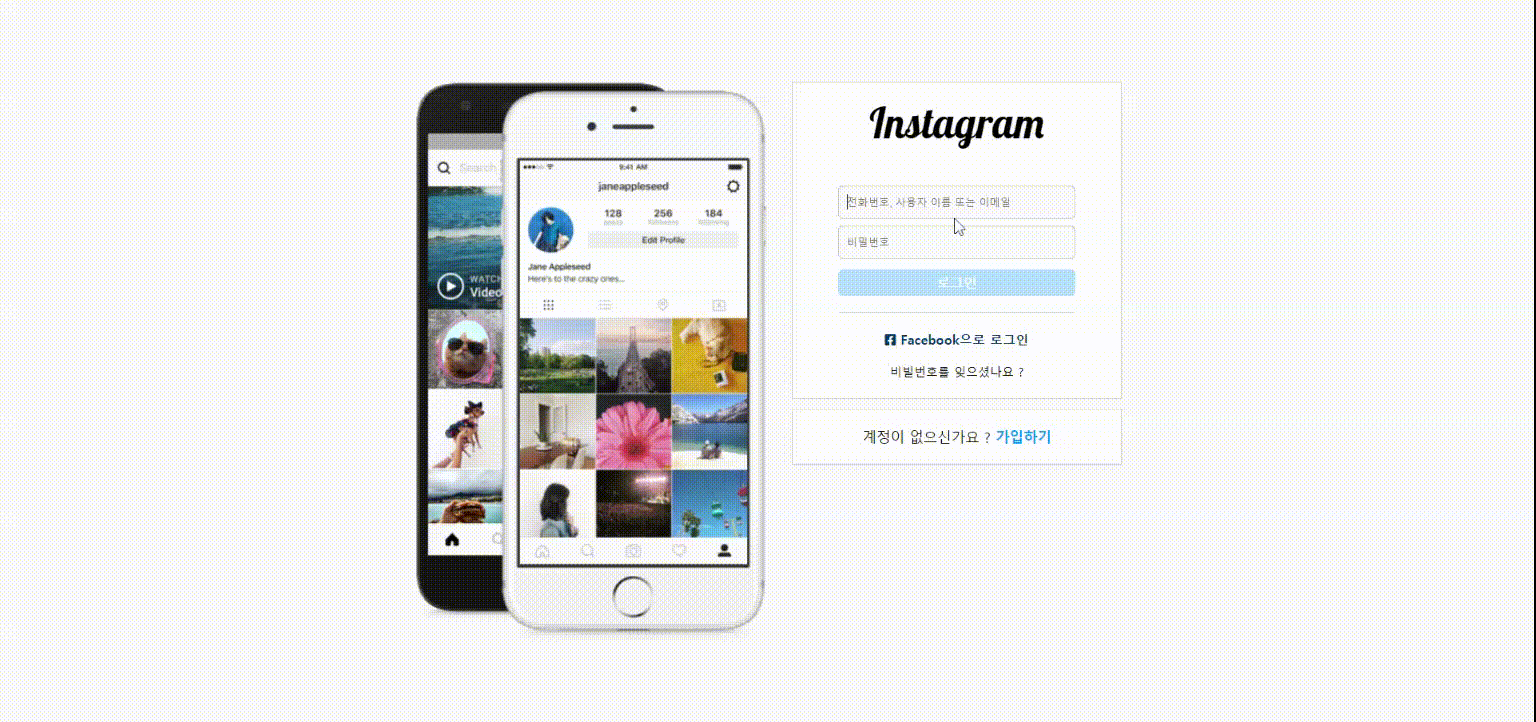 Search
WATCH
Video
9:41 AM
janeappleseed
128 256 184
posts followers following
Edit Profile
Jane Appleseed
Here's to the crazy ones...
Instagram
전화번호, 사용자 이름 또는 이메일
비밀번호
로그인
Facebook으로 로그인
비빌번호를 잊으셨나요 ?
계정이 없으신가요 ? 가입하기